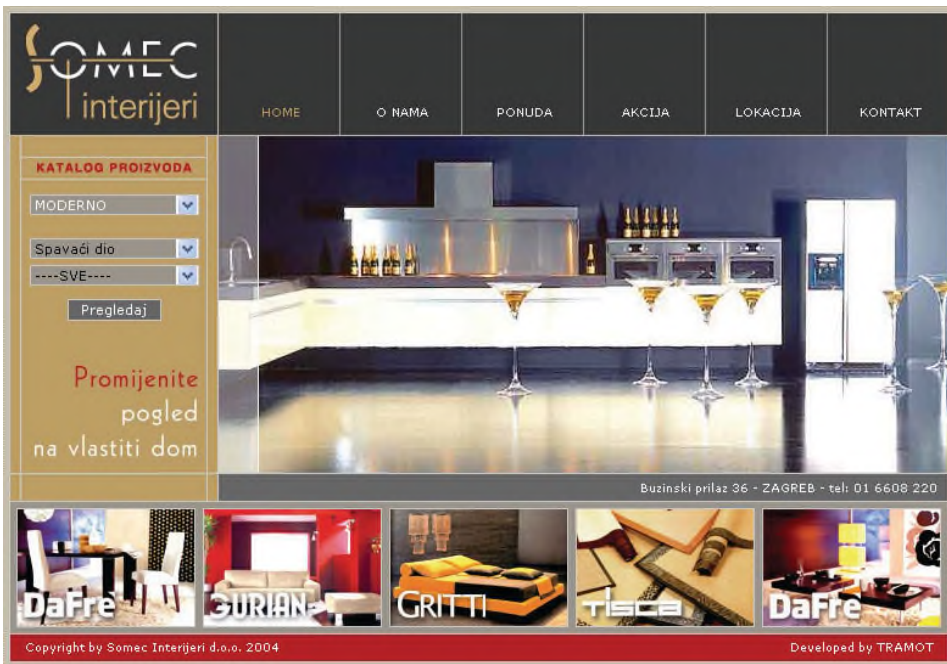 SOMEC
interijeri
HOME
O NAMA
PONUDA
AKCIJA
LOKACIJA
KONTAKT
KATALOG PROIZVODA
MODERNO
Spavaći dio
----SVE----
Pregledaj
Promijenite
pogled
na vlastiti dom
Buzinski prilaz 36 - ZAGREB - tel: 01 6608 220
DaFre
GURIAN
GRITTI
Tisca
DaFre
Copyright by Somec Interijeri d.o.o. 2004
Developed by TRAMOT